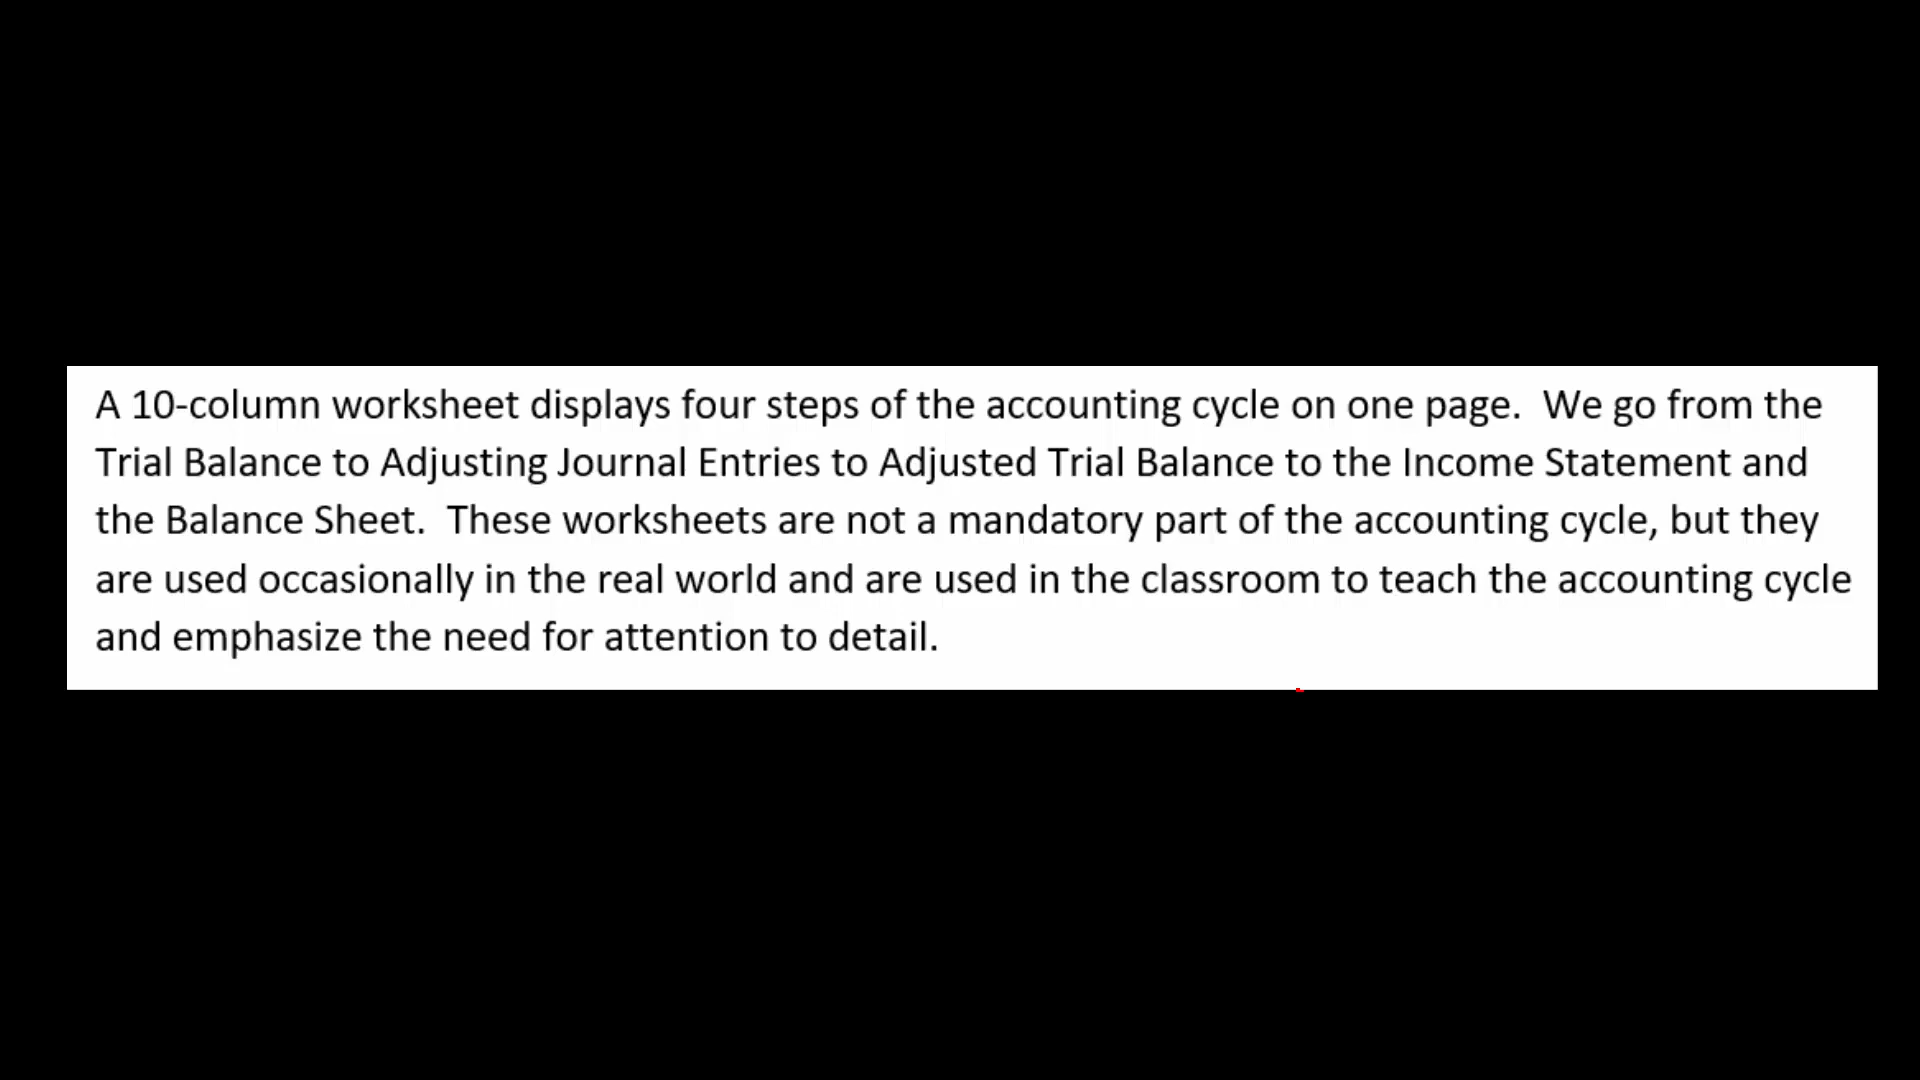 A 10-column worksheet displays four steps of the accounting cycle on one page.  We go from the
Trial Balance to Adjusting Journal Entries to Adjusted Trial Balance to the Income Statement and
the Balance Sheet.  These worksheets are not a mandatory part of the accounting cycle, but they
are used occasionally in the real world and are used in the classroom to teach the accounting cycle
and emphasize the need for attention to detail.